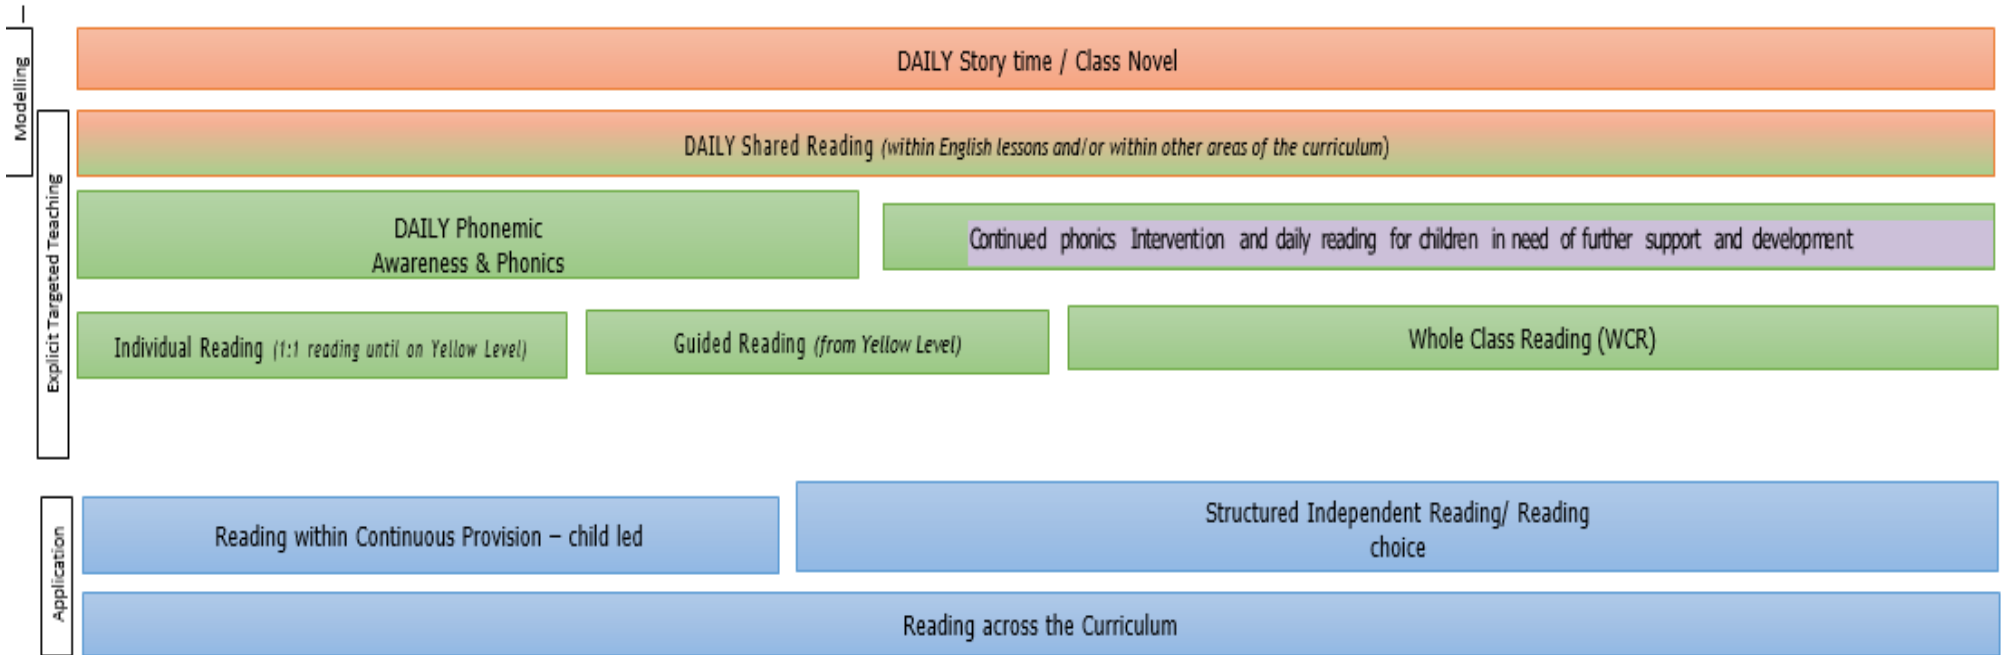 Modelling
DAILY Story time / Class Novel
Explicit Targeted Teaching
DAILY Shared Reading (within English lessons and/or within other areas of the curriculum)
DAILY Phonemic
Awareness & Phonics
Continued phonics Intervention and daily reading for children in need of further support and development
Individual Reading (1:1 reading until on Yellow Level)
Guided Reading (from Yellow Level)
Whole Class Reading (WCR)
Application
Reading within Continuous Provision – child led
Structured Independent Reading/ Reading
choice
Reading across the Curriculum